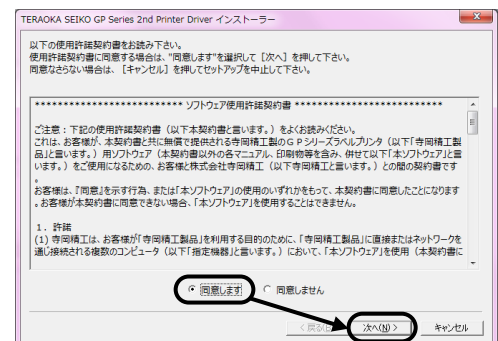 TERAOKA SEIKO GP Series 2nd Printer Driver インストーラー
以下の使用許諾契約書をお読み下さい。
使用許諾契約書に同意する場合は、"同意します"を選択して［次へ］を押して下さい。
同意なさらない場合は、［キャンセル］を押してセットアップを中止して下さい。
************************** ソフトウェア使用許諾契約書 **************************
ご注意：下記の使用許諾契約書（以下本契約書と言います。）をよくお読みください。
これは、お客様が、本契約書と共に無償で提供される寺岡精工製のＧＰシリーズラベルプリンタ（以下「寺岡精工製
品」と言います。）用ソフトウェア（本契約書以外の各マニュアル、印刷物等を含み、併せて以下「本ソフトウェア」と言
います。）をご使用になるための、お客様と株式会社寺岡精工（以下寺岡精工と言います。）との間の契約書です
。
お客様は、『同意』を示す行為、または「本ソフトウェア」の使用のいずれかをもって、本契約書に同意したことになります
。お客様が本契約書に同意できない場合、「本ソフトウェア」を使用することはできません。
１．許諾
(1) 寺岡精工は、お客様が「寺岡精工製品」を利用する目的のために、「寺岡精工製品」に直接またはネットワークを
通じ接続される複数のコンピュータ（以下「指定機器」と言います。）において、「本ソフトウェア」を使用（本契約書に
同意します 同意しません
< 戻る(B) 次へ(N) > キャンセル